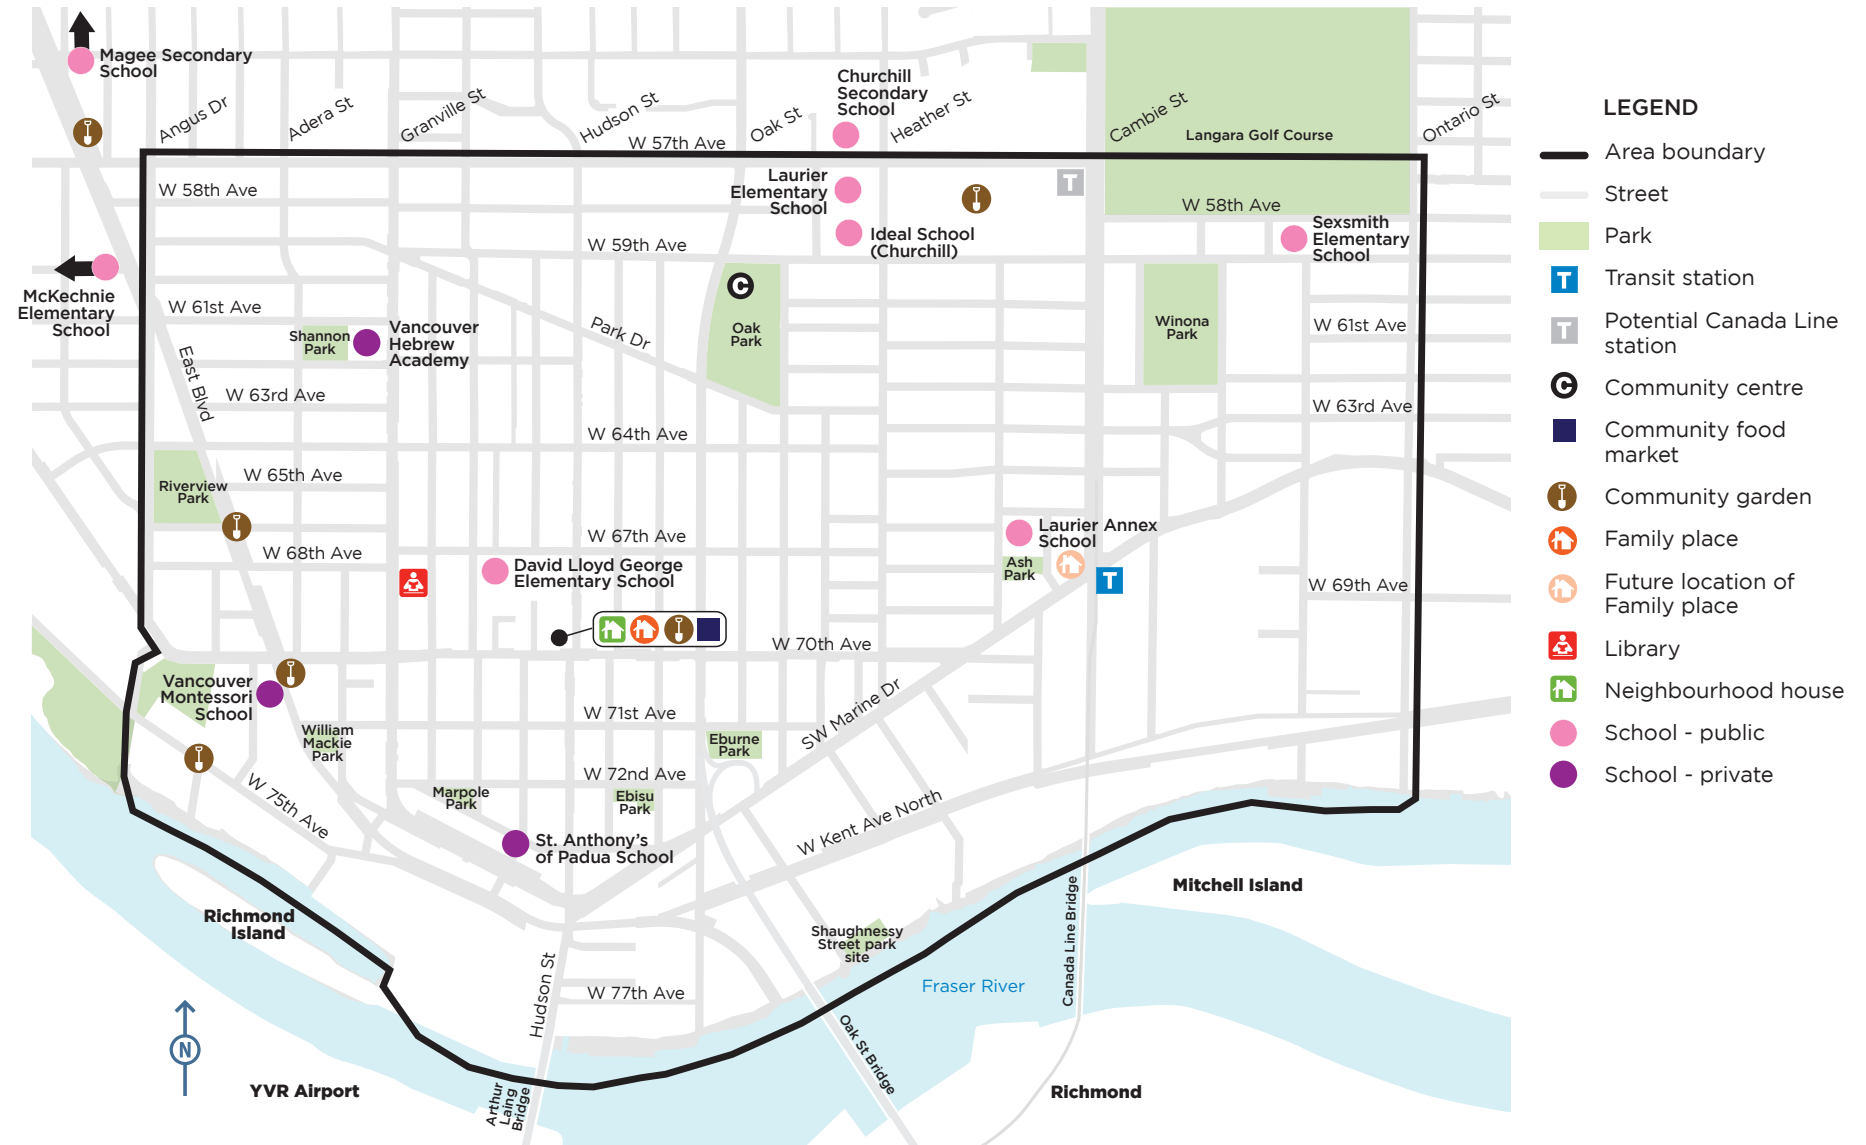 Magee Secondary
School
Angus Dr
Adera St
Granville St
Hudson St
W 57th Ave
Oak St
Churchill
Secondary
School
Heather St
Cambie St
Langara Golf Course
Ontario St
W 58th Ave
Laurier
Elementary
School
T
W 58th Ave
Ideal School
(Churchill)
Sexsmith
Elementary
School
W 59th Ave
McKechnie
Elementary
School
C
W 61st Ave
Shannon
Park
Vancouver
Hebrew
Academy
Park Dr
Oak
Park
Winona
Park
W 61st Ave
East Blvd
W 63rd Ave
W 63rd Ave
W 64th Ave
W 65th Ave
Riverview
Park
W 67th Ave
W 68th Ave
Laurier Annex
School
Ash
Park
T
W 69th Ave
David Lloyd George
Elementary School
W 70th Ave
Vancouver
Montessori
School
William
Mackie
Park
W 71st Ave
SW Marine Dr
Eburne
Park
W 72nd Ave
W 75th Ave
Marpole
Park
Ebisu
Park
St. Anthony's
of Padua School
W Kent Ave North
Richmond
Island
Mitchell Island
Shaughnessy
Street park
site
Canada Line Bridge
Fraser River
Hudson St
W 77th Ave
Oak St Bridge
N
YVR Airport
Arthur
Laing
Bridge
Richmond
LEGEND
Area boundary
Street
Park
T
Transit station
T
Potential Canada Line
station
C
Community centre
Community food
market
Community garden
Family place
Future location of
Family place
Library
Neighbourhood house
School - public
School - private